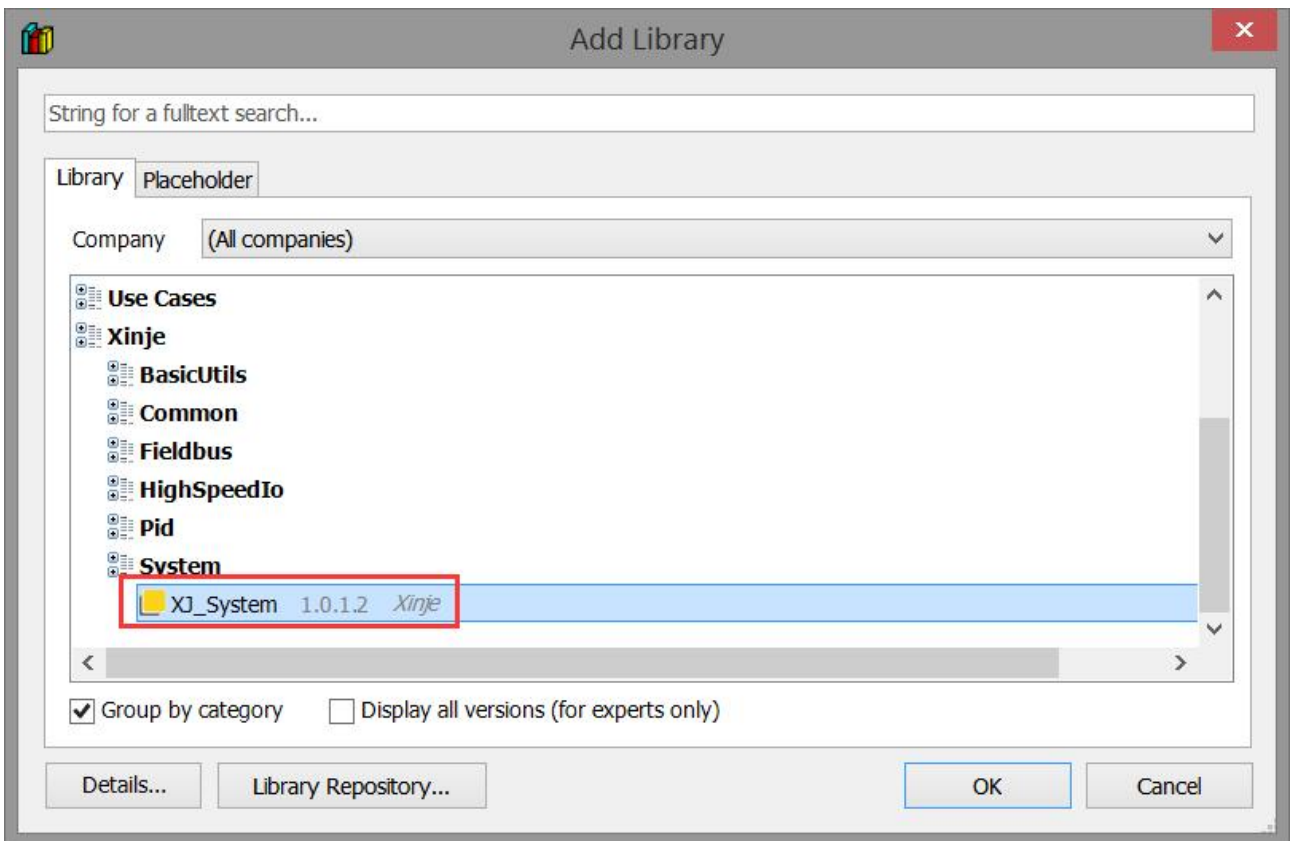 Add Library
String for a fulltext search...
Library Placeholder
Company (All companies)
Use Cases
Xinje
BasicUtils
Common
Fieldbus
HighSpeedIo
Pid
System
XJ_System 1.0.1.2 Xinje
Group by category Display all versions (for experts only)
Details... Library Repository... OK Cancel